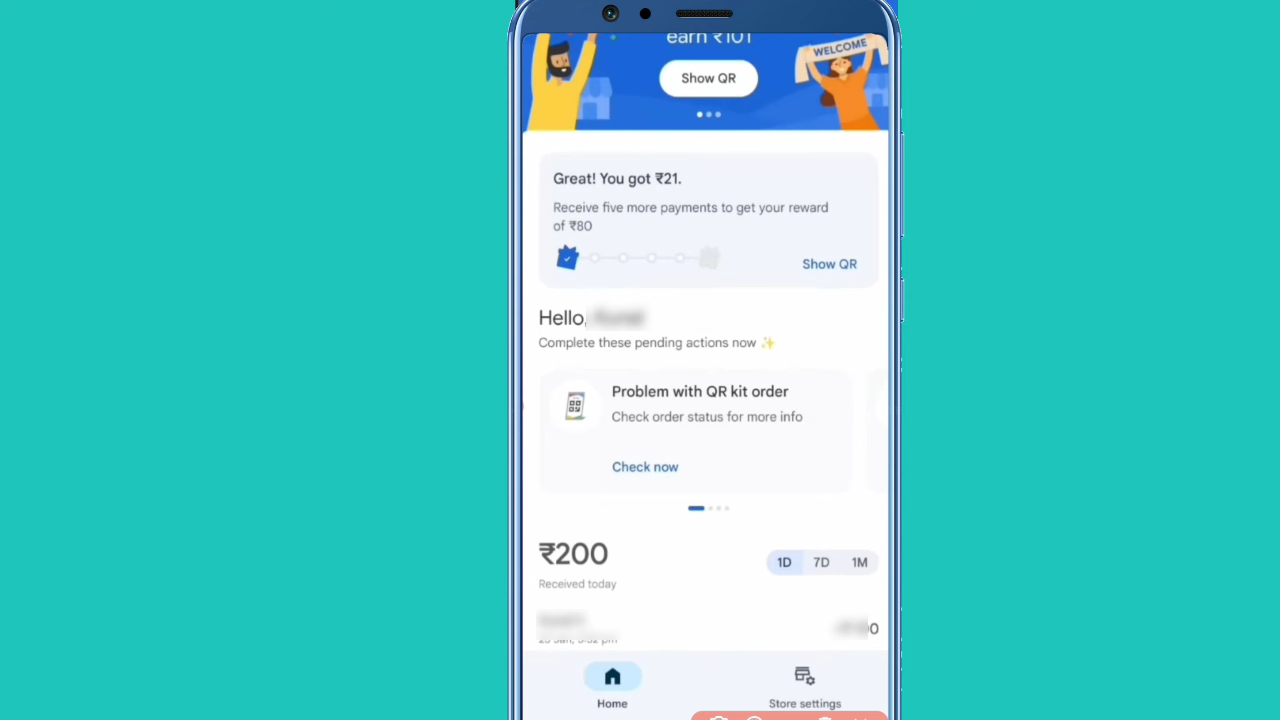 earn ₹101
WELCOME
Show QR
Great! You got ₹21.
Receive five more payments to get your reward
of ₹80
Show QR
Hello,
Complete these pending actions now ✨
Problem with QR kit order
Check order status for more info
Check now
₹200
1D 7D 1M
Received today
Home
Store settings